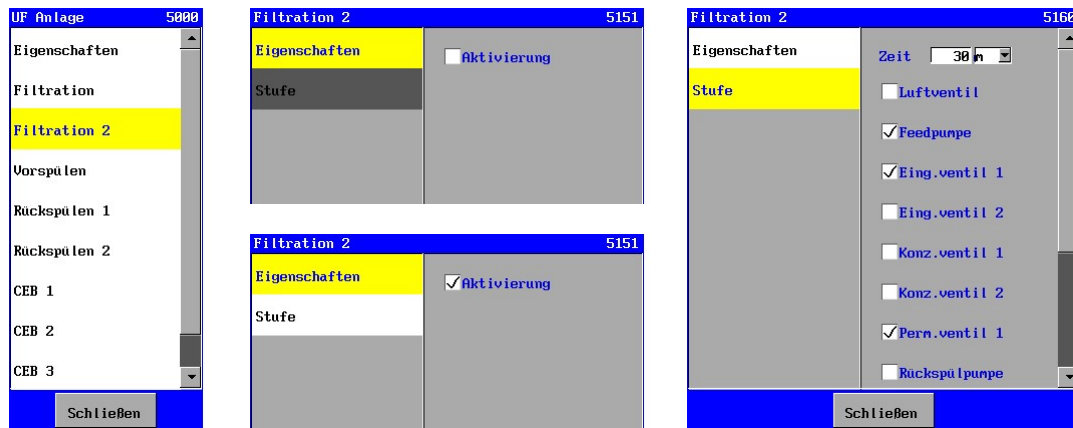 UF Anlage 5000
Eigenschaften
Filtration
Filtration 2
Vorspülen
Rückspülen 1
Rückspülen 2
CEB 1
CEB 2
CEB 3
Schließen
Filtration 2 5151
Eigenschaften
Stufe
Aktivierung
Filtration 2 5151
Eigenschaften
Stufe
Aktivierung
Filtration 2 5160
Eigenschaften
Stufe
Zeit 30 m
Luftventil
Feedpumpe
Eing.ventil 1
Eing.ventil 2
Konz.ventil 1
Konz.ventil 2
Perm.ventil 1
Rückspülpumpe
Schließen